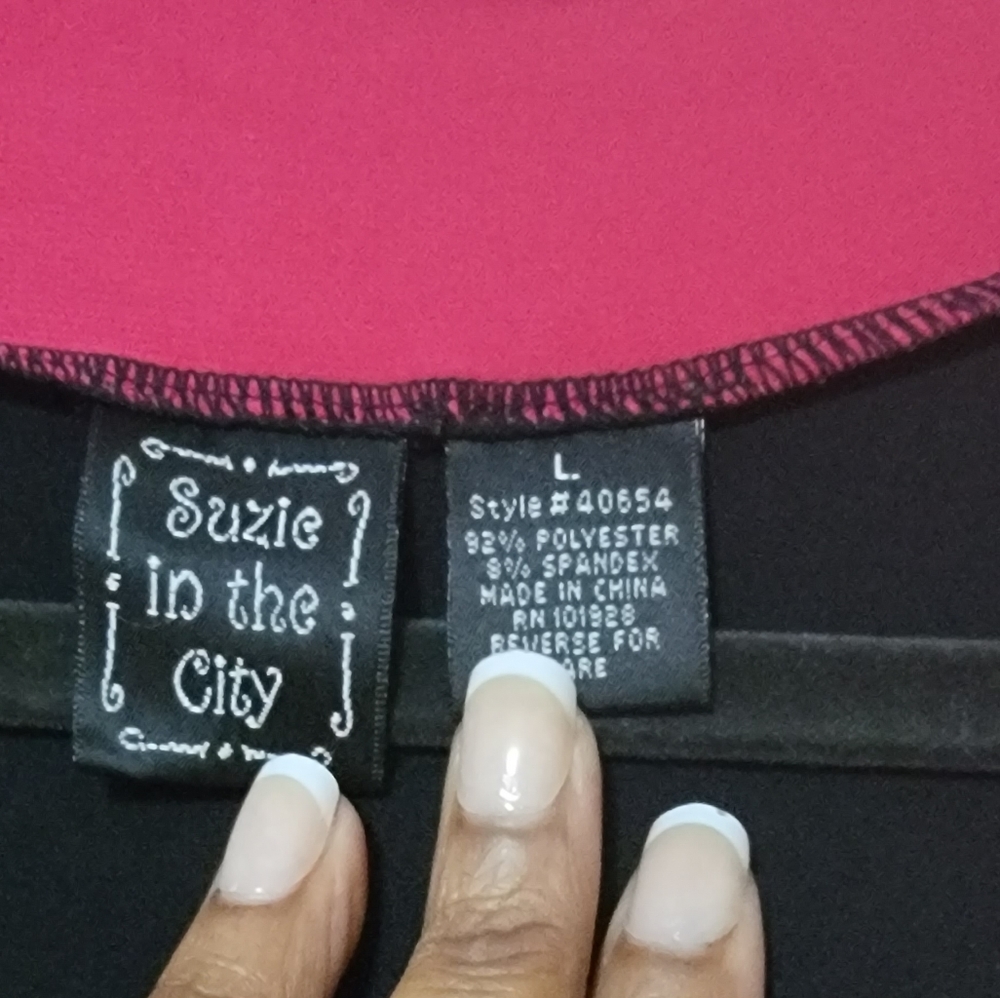 Suzie
in the
City
L
Style #40654
92% POLYESTER
8% SPANDEX
MADE IN CHINA
RN 101928
REVERSE FOR